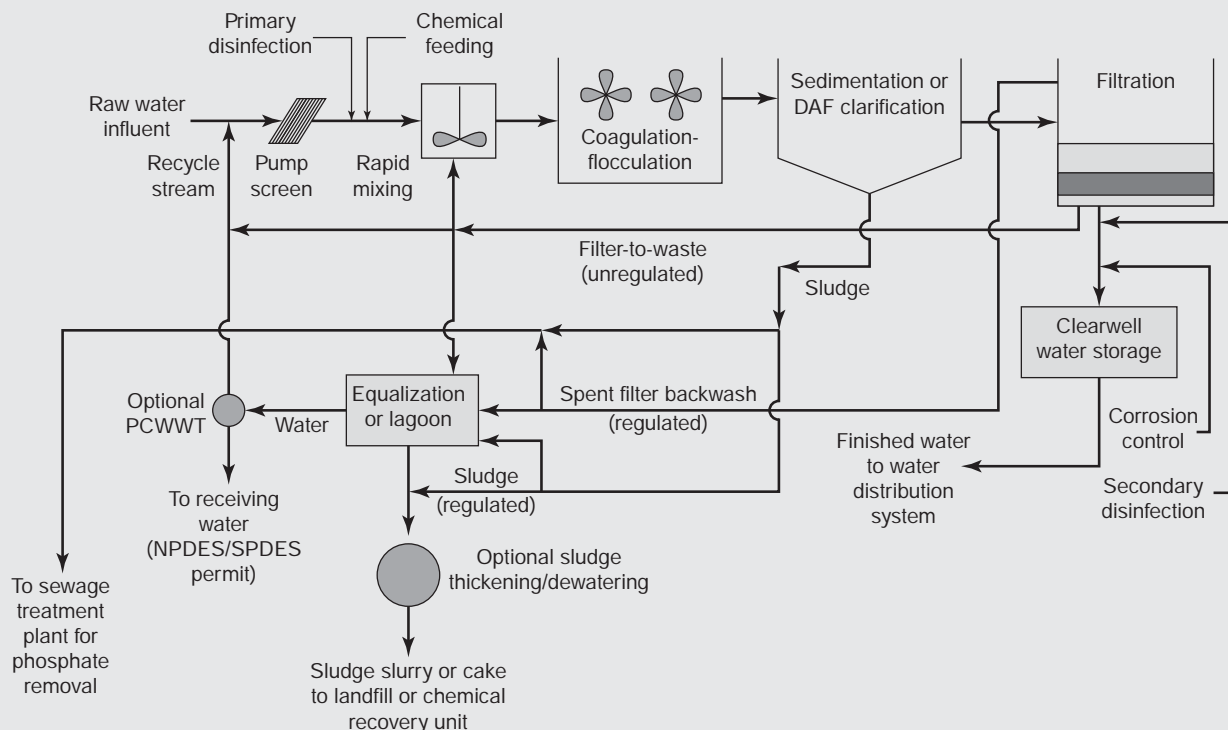 Primary
disinfection
Chemical
feeding
Raw water
influent
Recycle
stream
Pump
screen
Rapid
mixing
Coagulation-
flocculation
Sedimentation or
DAF clarification
Filtration
Filter-to-waste
(unregulated)
Sludge
Clearwell
water storage
Optional
PCWWT
Water
Equalization
or lagoon
Spent filter backwash
(regulated)
Corrosion
control
Finished water
to water
distribution
system
Secondary
disinfection
Sludge
(regulated)
To receiving
water
(NPDES/SPDES
permit)
Optional sludge
thickening/dewatering
To sewage
treatment
plant for
phosphate
removal
Sludge slurry or cake
to landfill or chemical
recovery unit